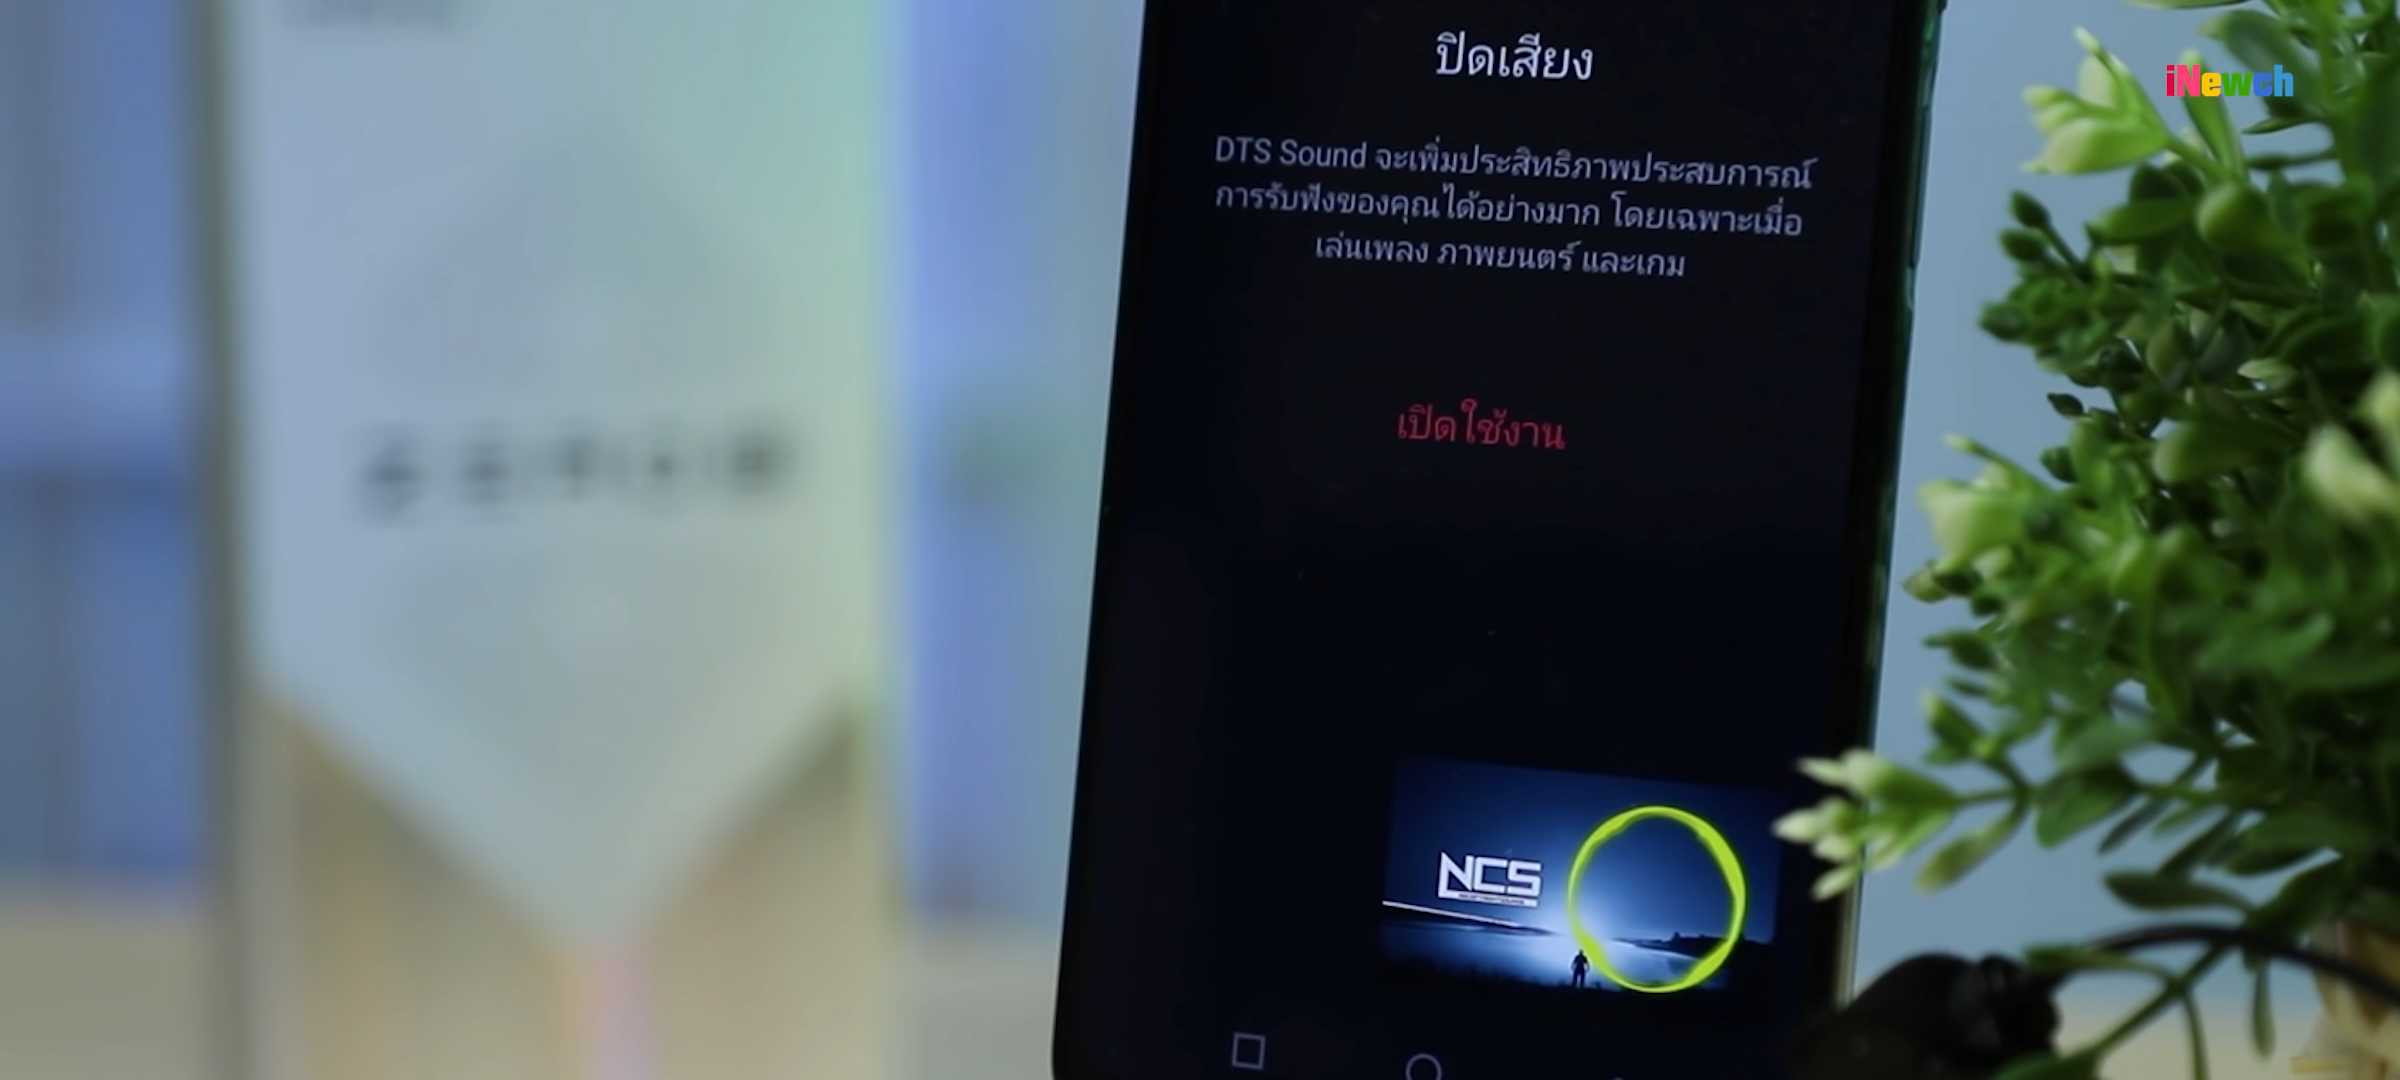 iNewch
ปิดเสียง
DTS Sound จะเพิ่มประสิทธิภาพประสบการณ์
การรับฟังของคุณได้อย่างมาก โดยเฉพาะเมื่อ
เล่นเพลง ภาพยนตร์ และเกม
เปิดใช้งาน
NCS